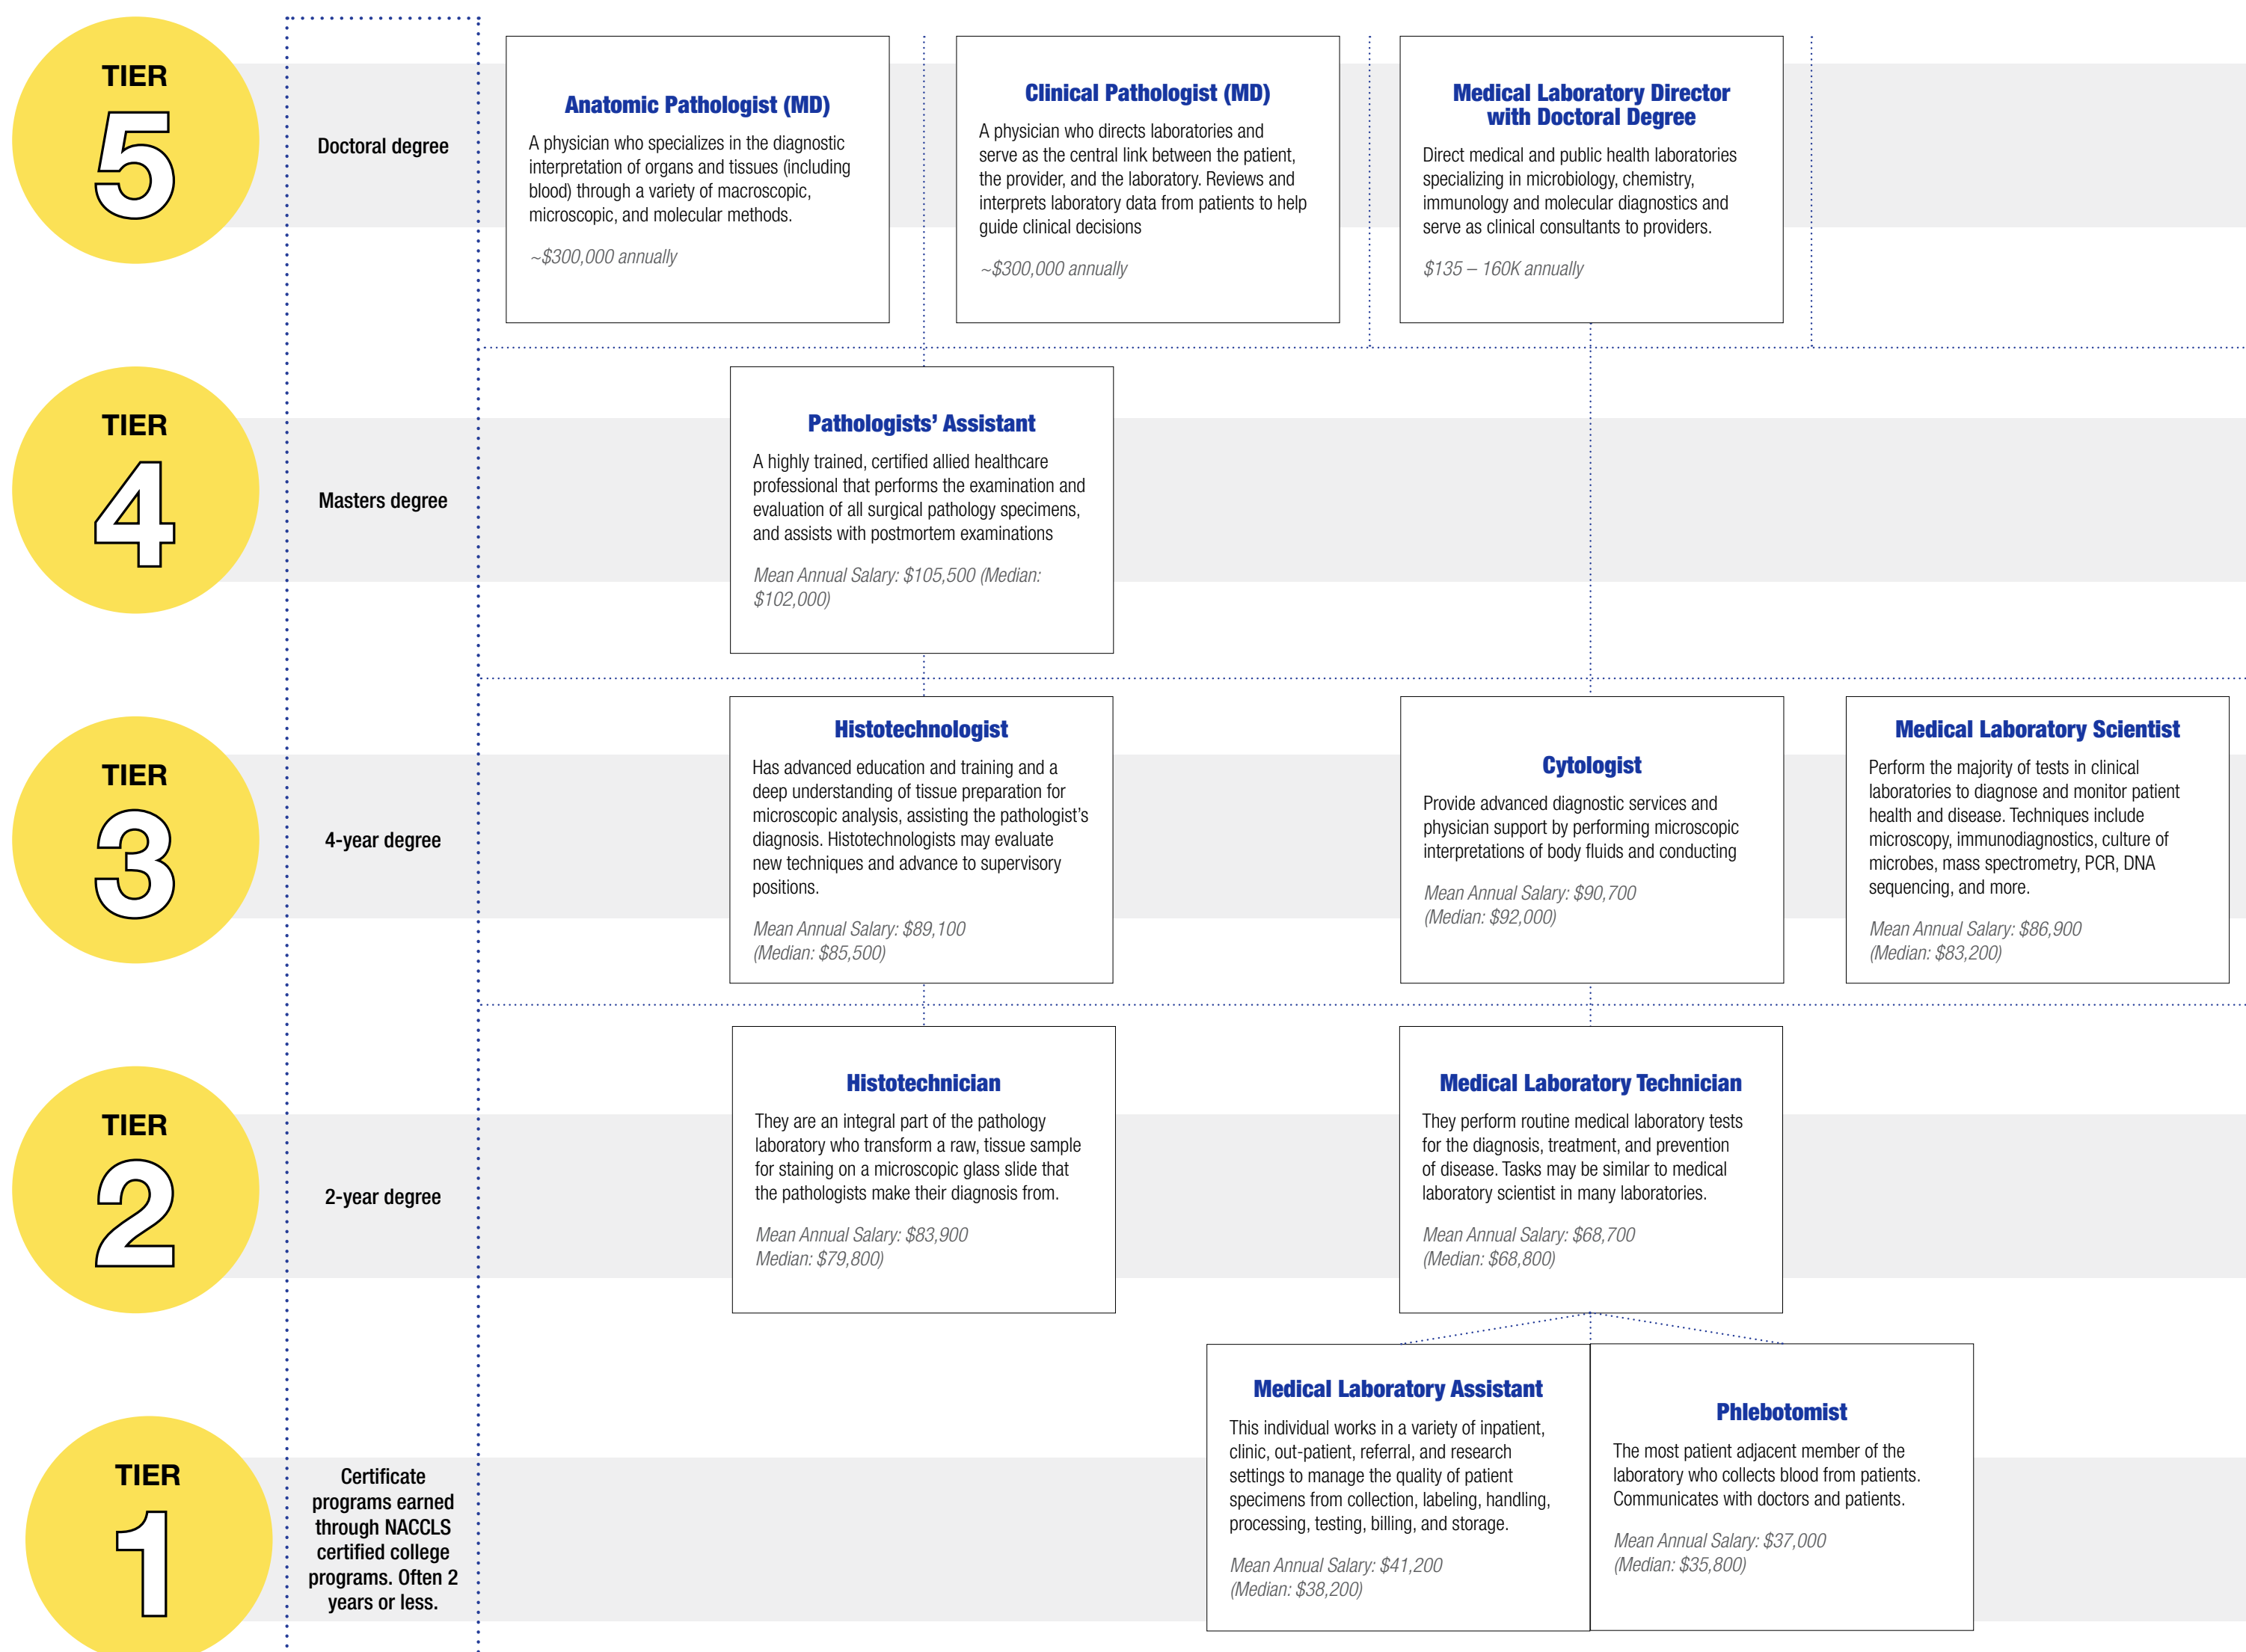 TIER
5
Doctoral degree
Anatomic Pathologist (MD)
A physician who specializes in the diagnostic
interpretation of organs and tissues (including
blood) through a variety of macroscopic,
microscopic, and molecular methods.
~$300,000 annually
Clinical Pathologist (MD)
A physician who directs laboratories and
serve as the central link between the patient,
the provider, and the laboratory. Reviews and
interprets laboratory data from patients to help
guide clinical decisions
~$300,000 annually
Medical Laboratory Director
with Doctoral Degree
Direct medical and public health laboratories
specializing in microbiology, chemistry,
immunology and molecular diagnostics and
serve as clinical consultants to providers.
$135 – 160K annually
TIER
4
Masters degree
Pathologists’ Assistant
A highly trained, certified allied healthcare
professional that performs the examination and
evaluation of all surgical pathology specimens,
and assists with postmortem examinations
Mean Annual Salary: $105,500 (Median:
$102,000)
TIER
3
4-year degree
Histotechnologist
Has advanced education and training and a
deep understanding of tissue preparation for
microscopic analysis, assisting the pathologist’s
diagnosis. Histotechnologists may evaluate
new techniques and advance to supervisory
positions.
Mean Annual Salary: $89,100
(Median: $85,500)
Cytologist
Provide advanced diagnostic services and
physician support by performing microscopic
interpretations of body fluids and conducting
Mean Annual Salary: $90,700
(Median: $92,000)
Medical Laboratory Scientist
Perform the majority of tests in clinical
laboratories to diagnose and monitor patient
health and disease. Techniques include
microscopy, immunodiagnostics, culture of
microbes, mass spectrometry, PCR, DNA
sequencing, and more.
Mean Annual Salary: $86,900
(Median: $83,200)
TIER
2
2-year degree
Histotechnician
They are an integral part of the pathology
laboratory who transform a raw, tissue sample
for staining on a microscopic glass slide that
the pathologists make their diagnosis from.
Mean Annual Salary: $83,900
Median: $79,800)
Medical Laboratory Technician
They perform routine medical laboratory tests
for the diagnosis, treatment, and prevention
of disease. Tasks may be similar to medical
laboratory scientist in many laboratories.
Mean Annual Salary: $68,700
(Median: $68,800)
TIER
1
Certificate
programs earned
through NACCLS
certified college
programs. Often 2
years or less.
Medical Laboratory Assistant
This individual works in a variety of inpatient,
clinic, out-patient, referral, and research
settings to manage the quality of patient
specimens from collection, labeling, handling,
processing, testing, billing, and storage.
Mean Annual Salary: $41,200
(Median: $38,200)
Phlebotomist
The most patient adjacent member of the
laboratory who collects blood from patients.
Communicates with doctors and patients.
Mean Annual Salary: $37,000
(Median: $35,800)